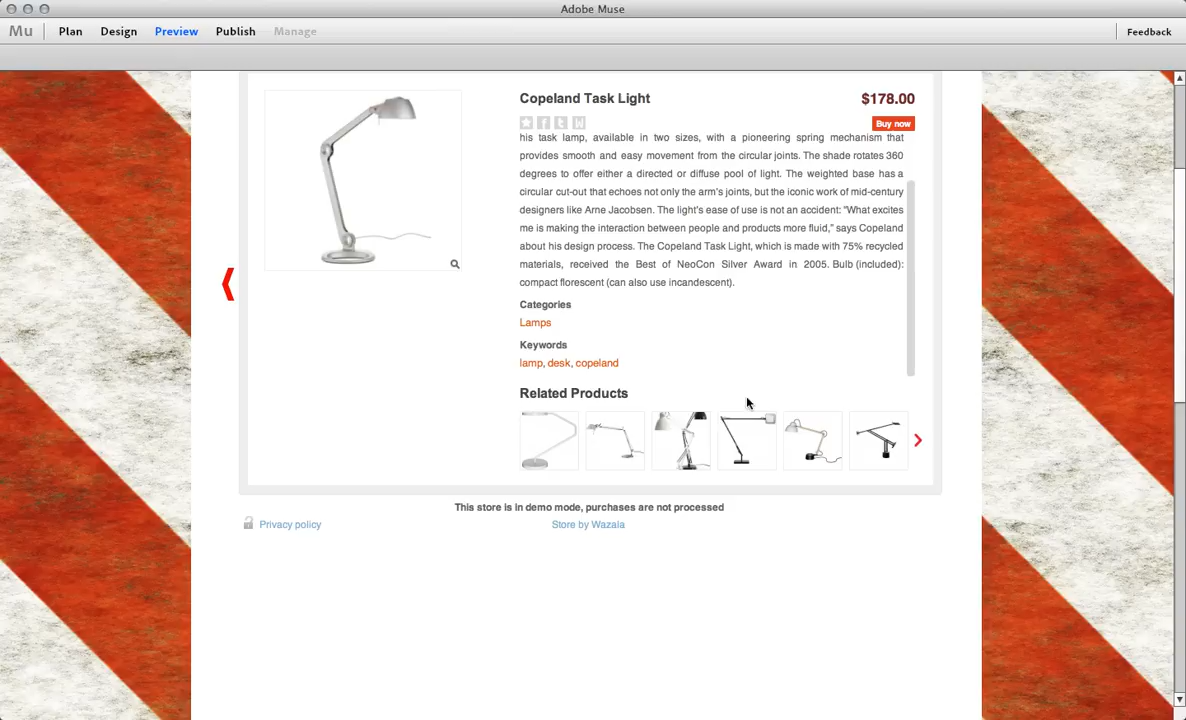 Adobe Muse
Mu Plan Design Preview Publish Manage Feedback
Copeland Task Light $178.00
Buy now
his task lamp, available in two sizes, with a pioneering spring mechanism that
provides smooth and easy movement from the circular joints. The shade rotates 360
degrees to offer either a directed or diffuse pool of light. The weighted base has a
circular cut-out that echoes not only the arm's joints, but the iconic work of mid-century
designers like Arne Jacobsen. The light's ease of use is not an accident: "What excites
me is making the interaction between people and products more fluid," says Copeland
about his design process. The Copeland Task Light, which is made with 75% recycled
materials, received the Best of NeoCon Silver Award in 2005. Bulb (included):
compact florescent (can also use incandescent).
Categories
Lamps
Keywords
lamp, desk, copeland
Related Products
This store is in demo mode, purchases are not processed
Privacy policy Store by Wazala